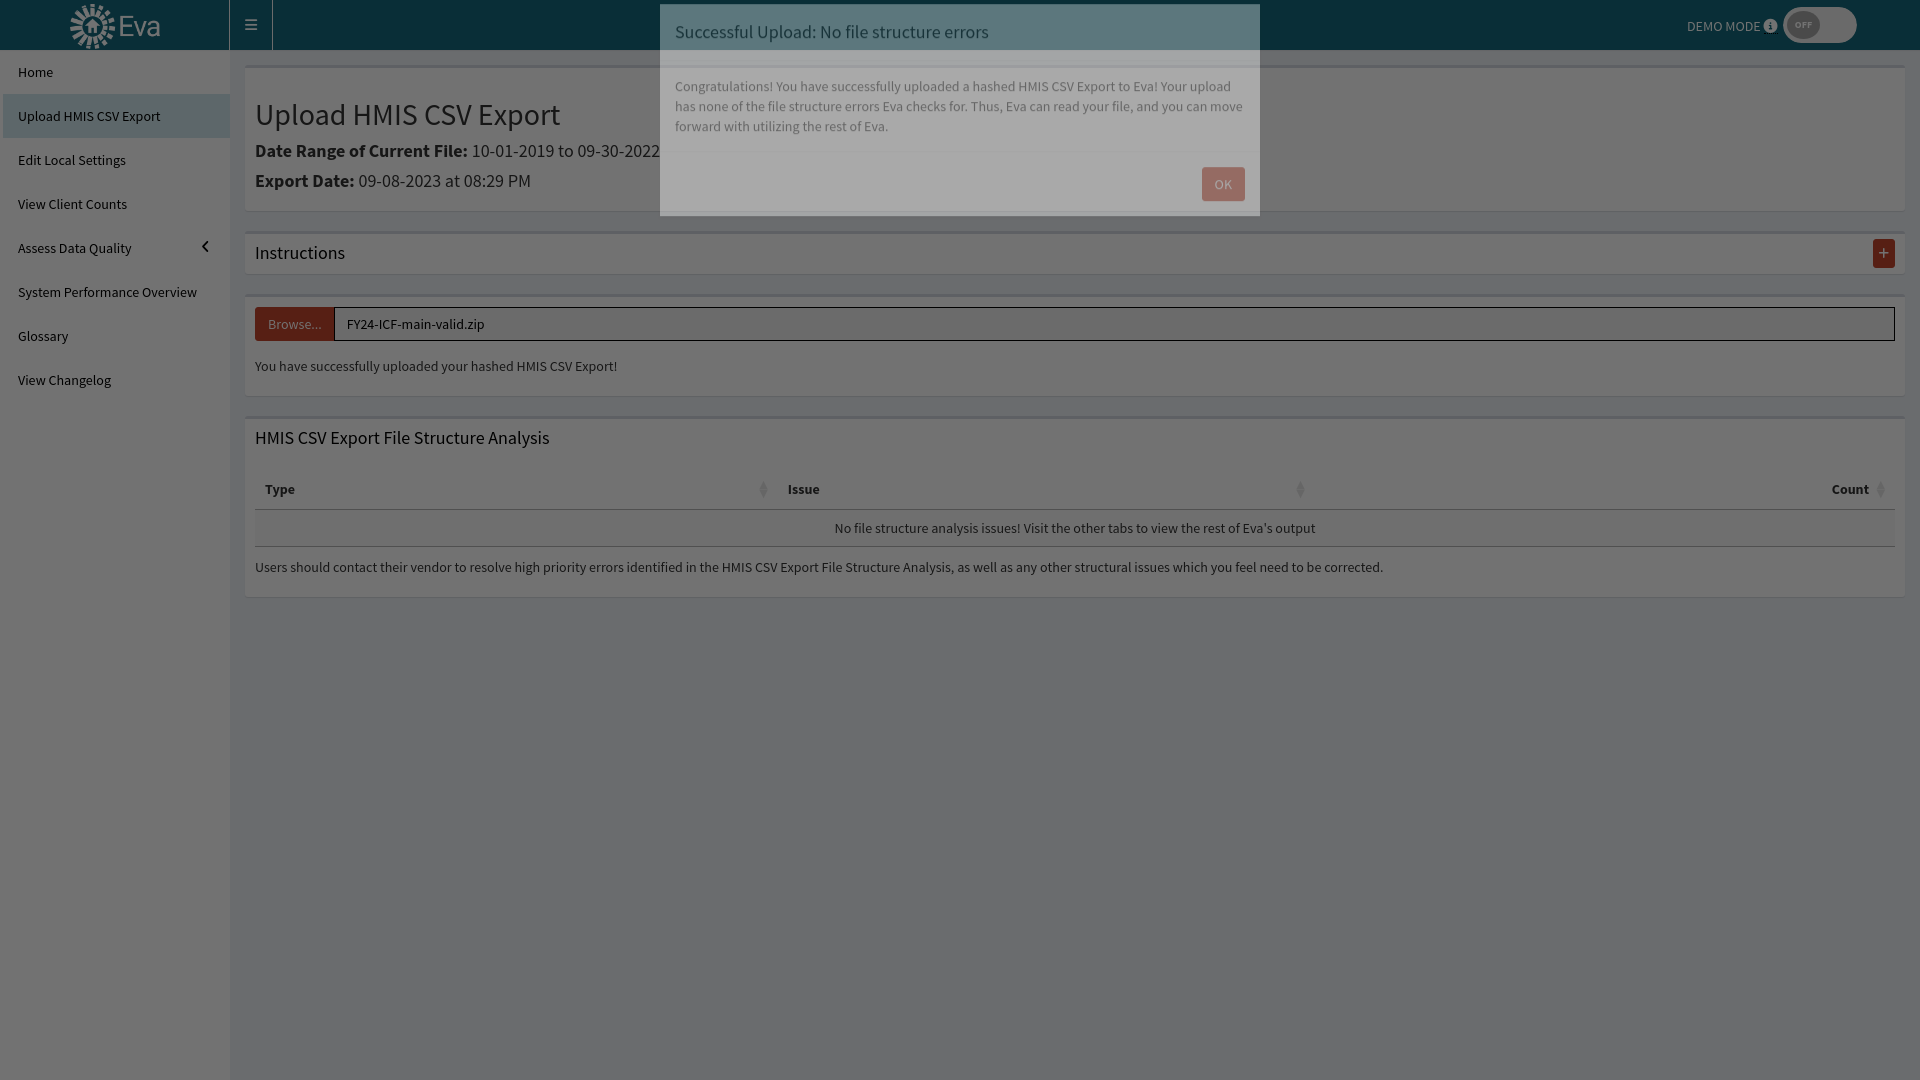 Eva
☰
DEMO MODE
OFF
Home
Upload HMIS CSV Export
Edit Local Settings
View Client Counts
Assess Data Quality
System Performance Overview
Glossary
View Changelog
Successful Upload: No file structure errors
Congratulations! You have successfully uploaded a hashed HMIS CSV Export to Eva! Your upload
has none of the file structure errors Eva checks for. Thus, Eva can read your file, and you can move
forward with utilizing the rest of Eva.
OK
Upload HMIS CSV Export
Date Range of Current File: 10-01-2019 to 09-30-2022
Export Date: 09-08-2023 at 08:29 PM
Instructions
+
Browse... FY24-ICF-main-valid.zip
You have successfully uploaded your hashed HMIS CSV Export!
HMIS CSV Export File Structure Analysis
Type Issue Count
No file structure analysis issues! Visit the other tabs to view the rest of Eva's output
Users should contact their vendor to resolve high priority errors identified in the HMIS CSV Export File Structure Analysis, as well as any other structural issues which you feel need to be corrected.